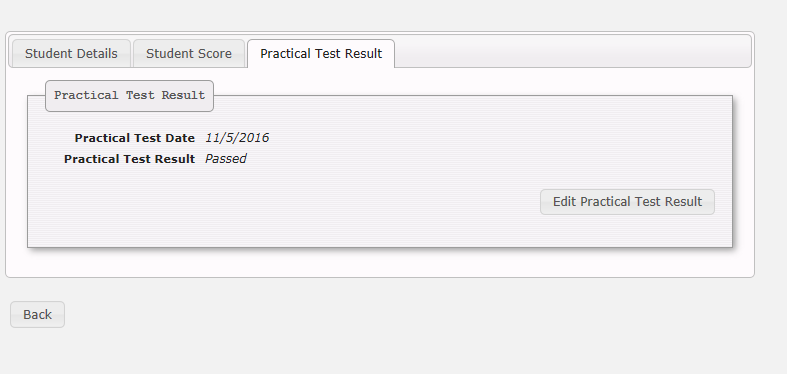 Student Details Student Score Practical Test Result
Practical Test Result
Practical Test Date 11/5/2016
Practical Test Result Passed
Edit Practical Test Result
Back